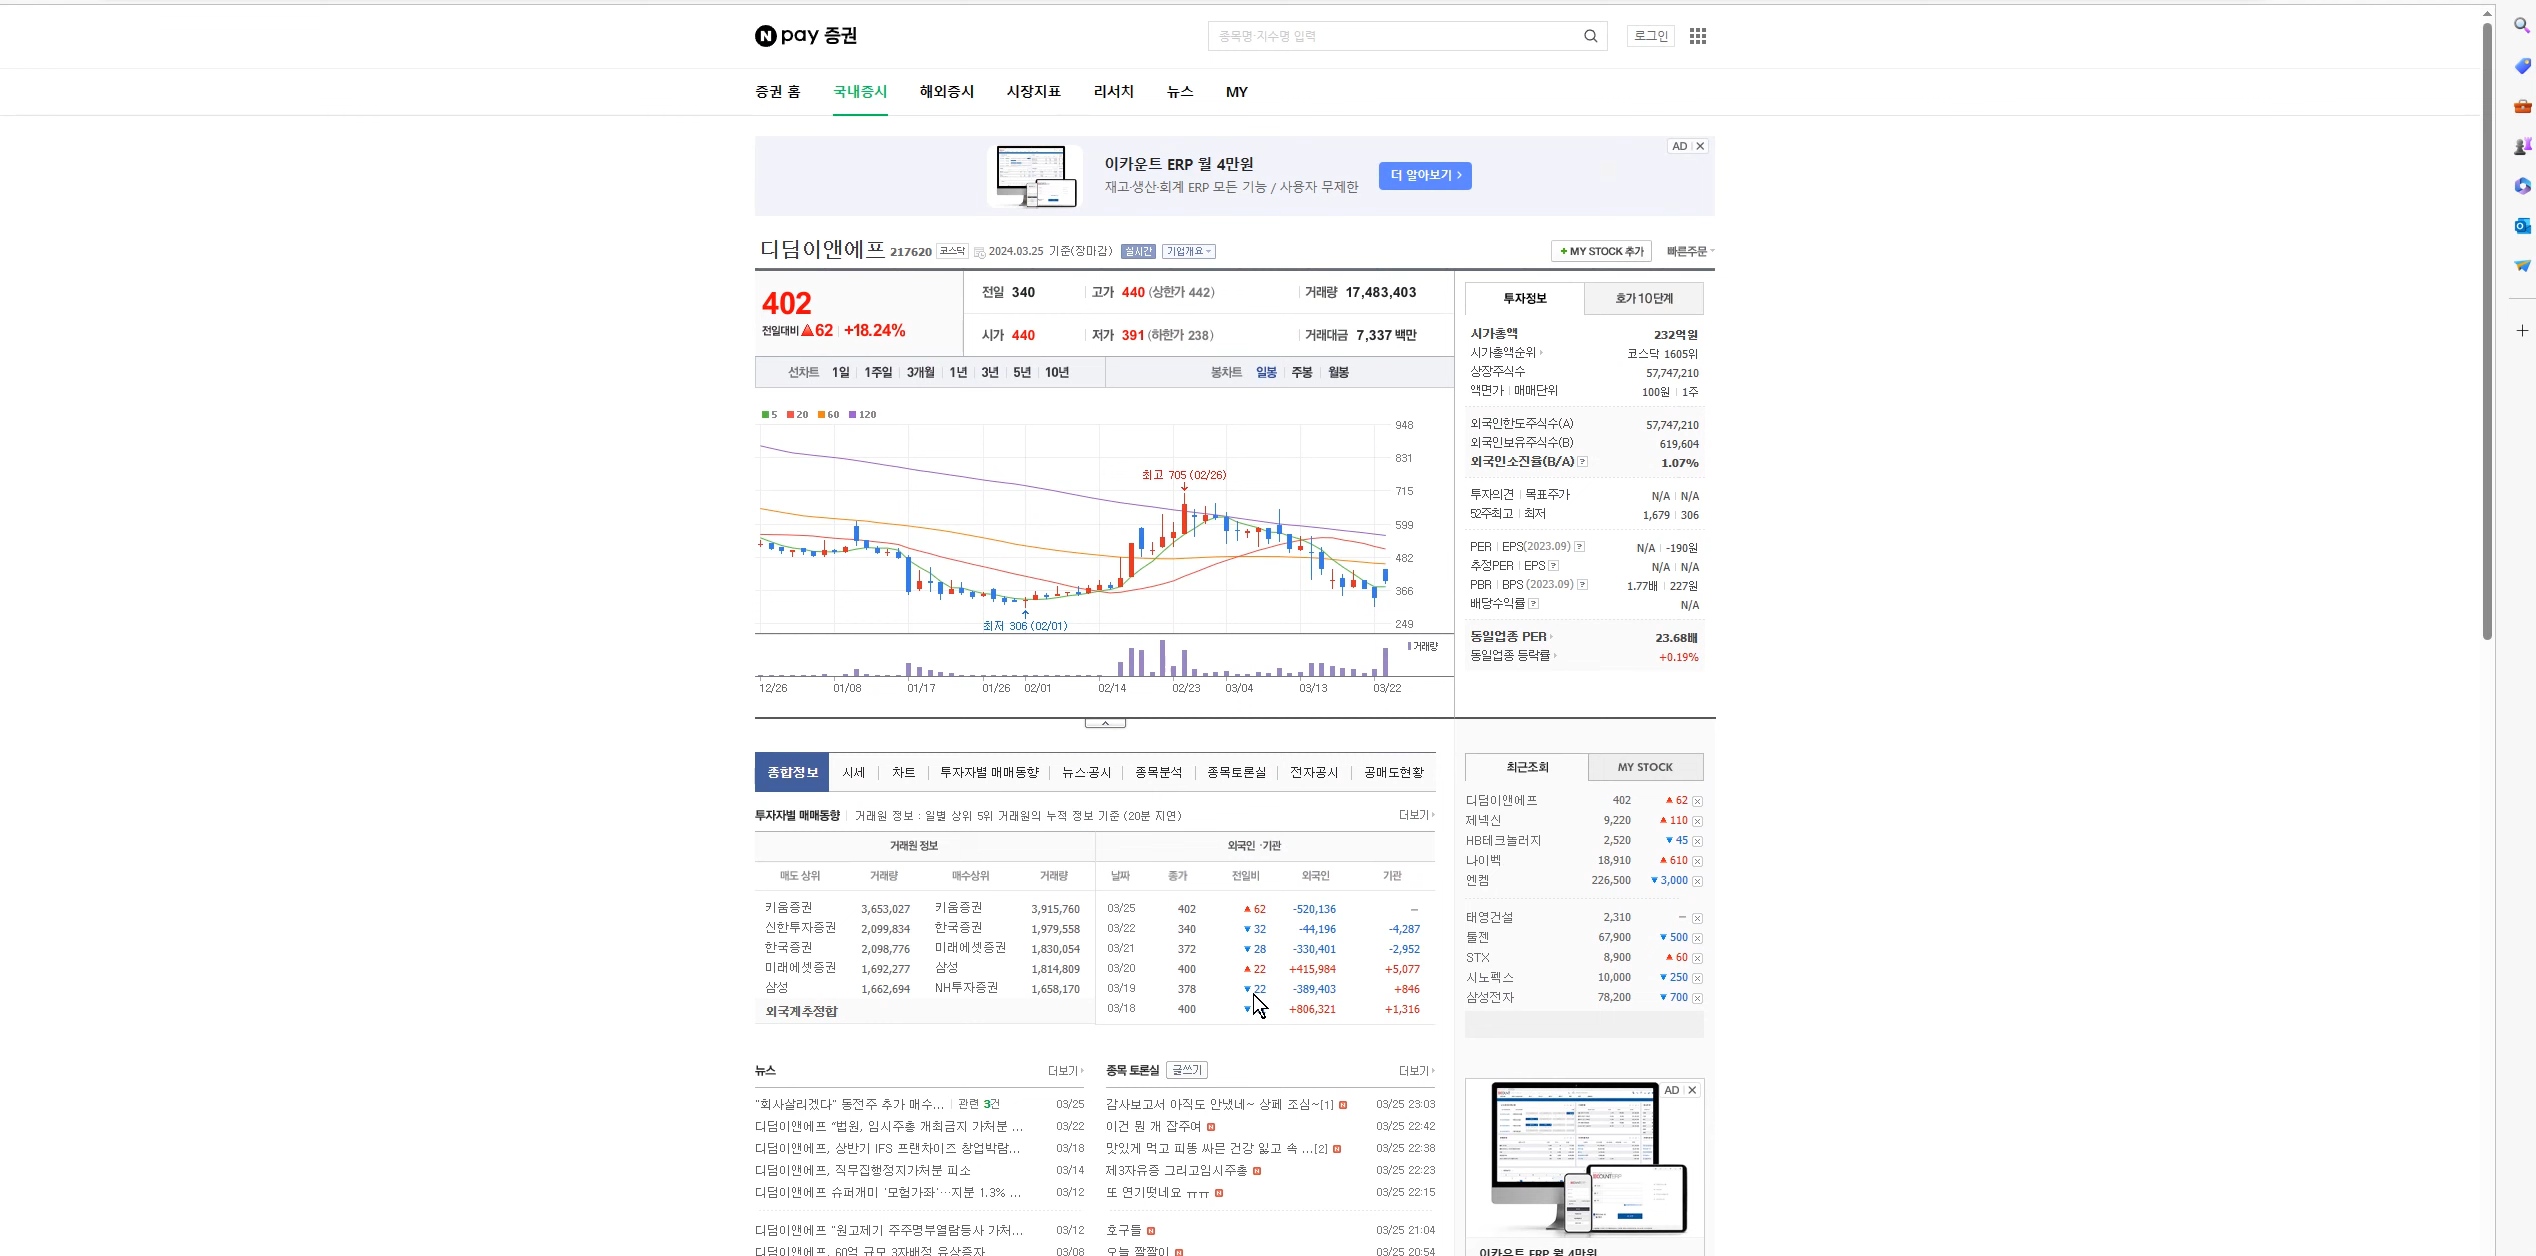 N pay 증권
종목명·지수명 입력
로그인
증권 홈 국내증시 해외증시 시장지표 리서치 뉴스 MY
AD
이카운트 ERP 월 4만원
재고·생산·회계 ERP 모든 기능 / 사용자 무제한
더 알아보기
디딤이앤에프 217620 코스닥 2024.03.25 기준(장마감) 실시간 기업개요
+ MY STOCK 추가 빠른주문
402
전일대비 ▲62 +18.24%
전일 340 고가 440 (상한가 442) 거래량 17,483,403
시가 440 저가 391 (하한가 238) 거래대금 7,337 백만
선차트 1일 1주일 3개월 1년 3년 5년 10년 봉차트 일봉 주봉 월봉
5 20 60 120
948
831
715
599
482
366
249
최고 705 (02/26)
최저 306 (02/01)
거래량
12/26 01/08 01/17 01/26 02/01 02/14 02/23 03/04 03/13 03/22
투자정보 호가 10단계
시가총액 232억원
시가총액순위 코스닥 1605위
상장주식수 57,747,210
액면가 매매단위 100원 1주
외국인한도주식수(A) 57,747,210
외국인보유주식수(B) 619,604
외국인소진율(B/A) ? 1.07%
투자의견 목표주가 N/A N/A
52주최고 최저 1,679 306
PER EPS(2023.09) ? N/A -190원
추정PER EPS ? N/A N/A
PBR BPS (2023.09) ? 1.77배 227원
배당수익률 ? N/A
동일업종 PER 23.68배
동일업종 등락률 +0.19%
종합정보 시세 차트 투자자별 매매동향 뉴스·공시 종목분석 종목토론실 전자공시 공매도현황
투자자별 매매동향 거래원 정보 : 일별 상위 5위 거래원의 누적 정보 기준 (20분 지연) 더보기
거래원 정보 외국인 ·기관
매도 상위 거래량 매수상위 거래량 날짜 종가 전일비 외국인 기관
키움증권 3,653,027 키움증권 3,915,760 03/25 402 ▲62 -520,136 –
신한투자증권 2,099,834 한국증권 1,979,558 03/22 340 ▼32 -44,196 -4,287
한국증권 2,098,776 미래에셋증권 1,830,054 03/21 372 ▼28 -330,401 -2,952
미래에셋증권 1,692,277 삼성 1,814,809 03/20 400 ▲22 +415,984 +5,077
삼성 1,662,694 NH투자증권 1,658,170 03/19 378 ▼22 -389,403 +846
외국계추정합 03/18 400 ▼ +806,321 +1,316
최근조회 MY STOCK
디딤이앤에프 402 ▲62
제넥신 9,220 ▲110
HB테크놀러지 2,520 ▼45
나이벡 18,910 ▲610
엔켐 226,500 ▼3,000
태영건설 2,310 –
툴젠 67,900 ▼500
STX 8,900 ▲60
시노펙스 10,000 ▼250
삼성전자 78,200 ▼700
뉴스 더보기
"회사살리겠다" 동전주 추가 매수... 관련 3건 03/25
디딤이앤에프 "법원, 임시주총 개최금지 가처분 ... 03/22
디딤이앤에프, 상반기 IFS 프랜차이즈 창업박람... 03/18
디딤이앤에프, 직무집행정지가처분 피소 03/14
디딤이앤에프 슈퍼개미 '모험가좌'…지분 1.3% ... 03/12
디딤이앤에프 "원고제기 주주명부열람등사 가처... 03/12
디딤이앤에프, 60억 규모 3자배정 유상증자 03/08
종목 토론실 글쓰기 더보기
감사보고서 아직도 안냈네~ 상폐 조심~[1] N 03/25 23:03
이건 뭔 개 잡주여 N 03/25 22:42
맛있게 먹고 피똥 싸믄 건강 잃고 속 ...[2] N 03/25 22:38
제3자유증 그리고임시주총 N 03/25 22:23
또 연기떳네요 ㅠㅠ N 03/25 22:15
호구들 N 03/25 21:04
오늘 짤짤이 N 03/25 20:54
AD
이카운트 ERP 월 4만원